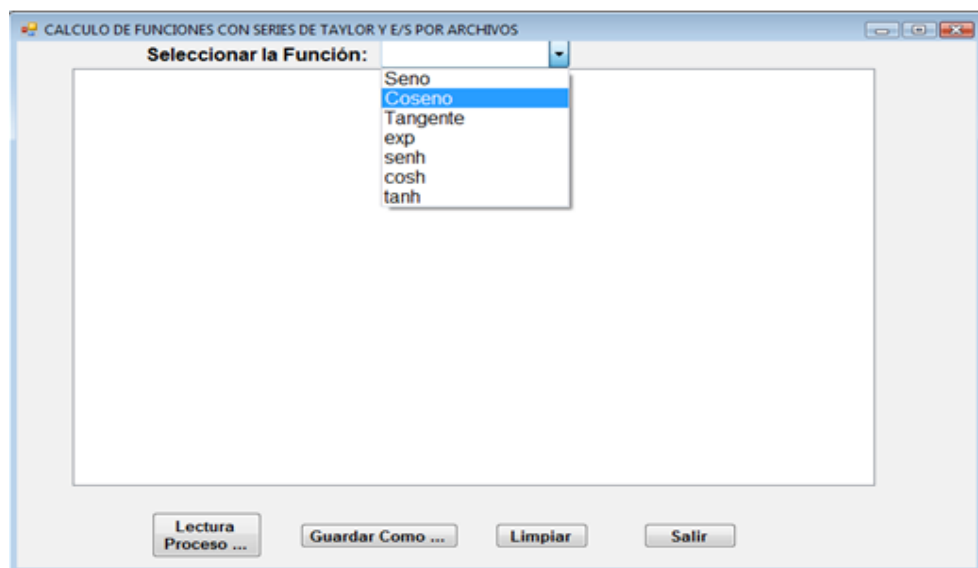 CALCULO DE FUNCIONES CON SERIES DE TAYLOR Y E/S POR ARCHIVOS
Seleccionar la Función:
Seno
Coseno
Tangente
exp
senh
cosh
tanh
Lectura
Proceso ...
Guardar Como ...
Limpiar
Salir